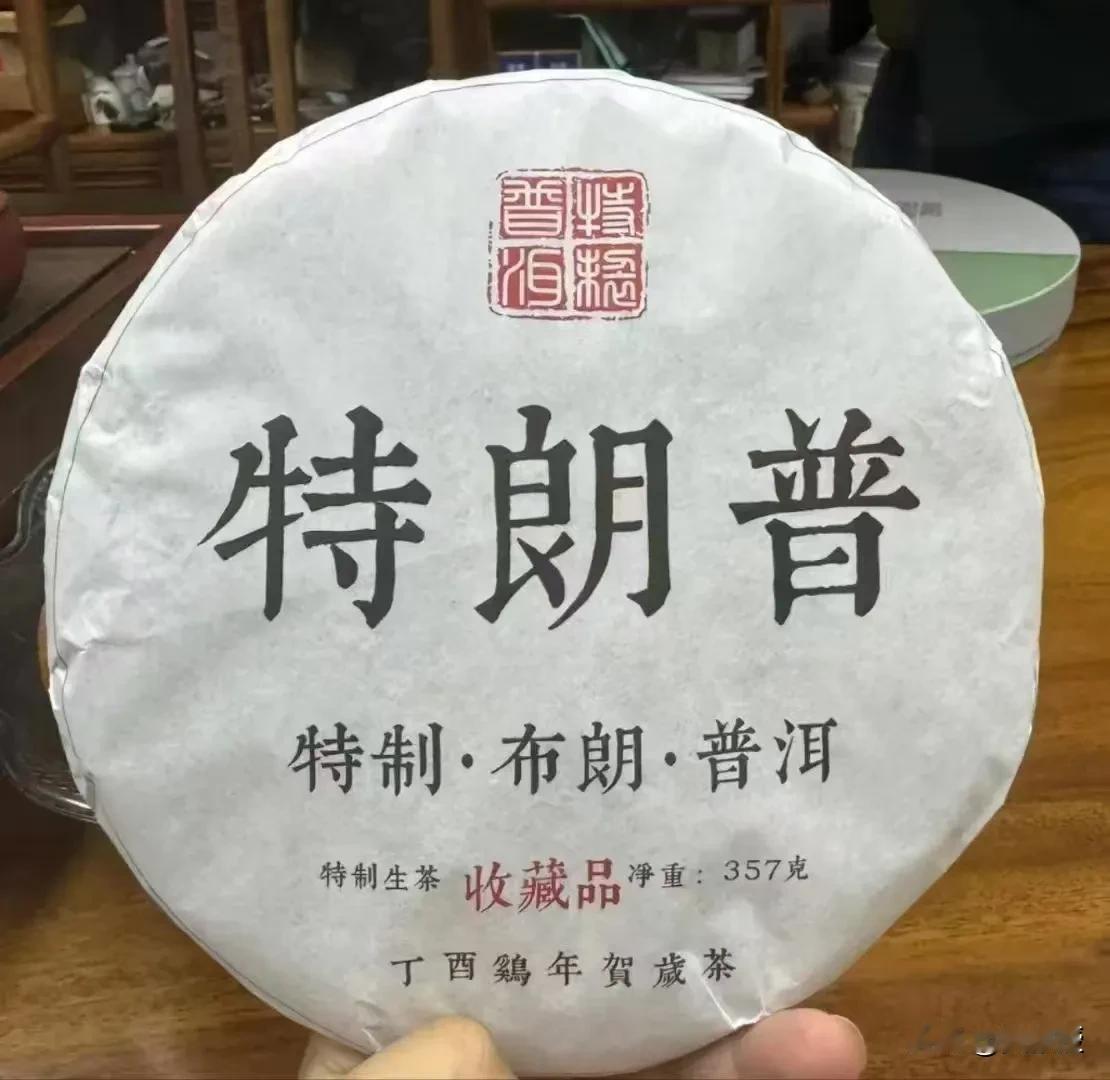 特制
普洱
特朗普
特制·布朗·普洱
特制生茶 收藏品 净重：357克
丁酉鷄年賀歲茶